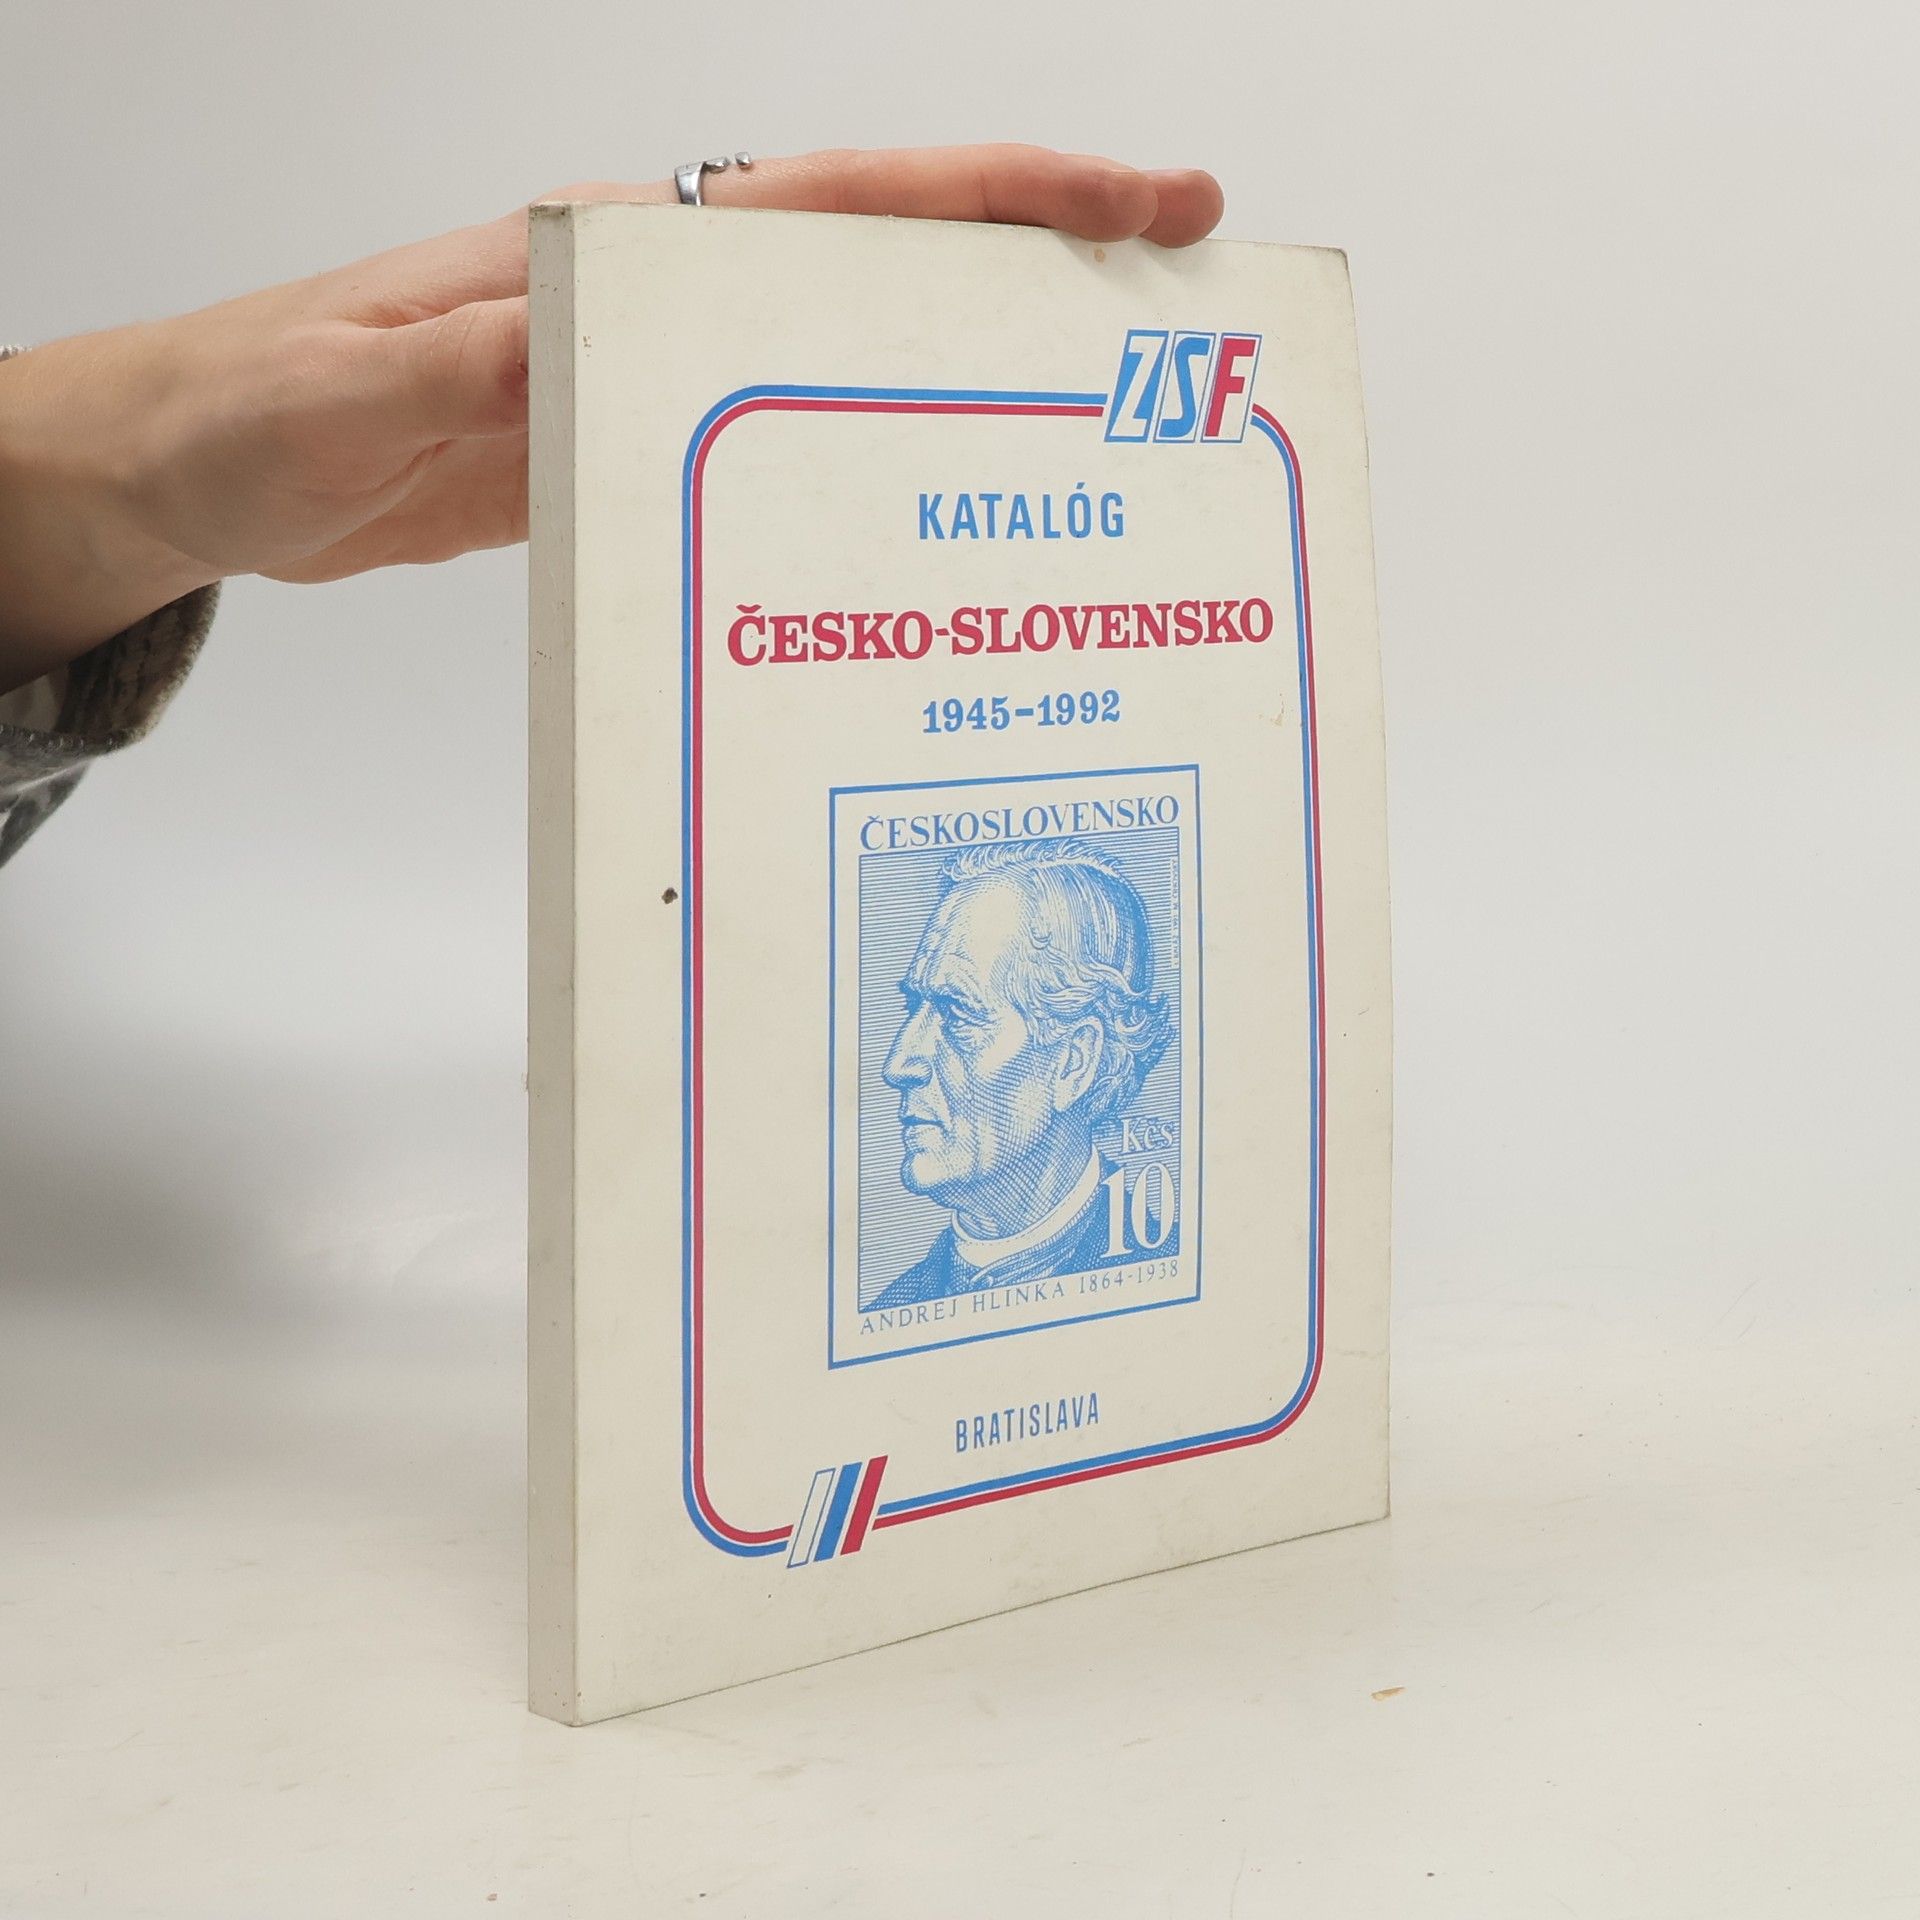 ZSF
KATALÓG
ČESKO-SLOVENSKO
1945-1992
ČESKOSLOVENSKO
Kčs
10
ANDREJ HLINKA 1864-1938
BRATISLAVA